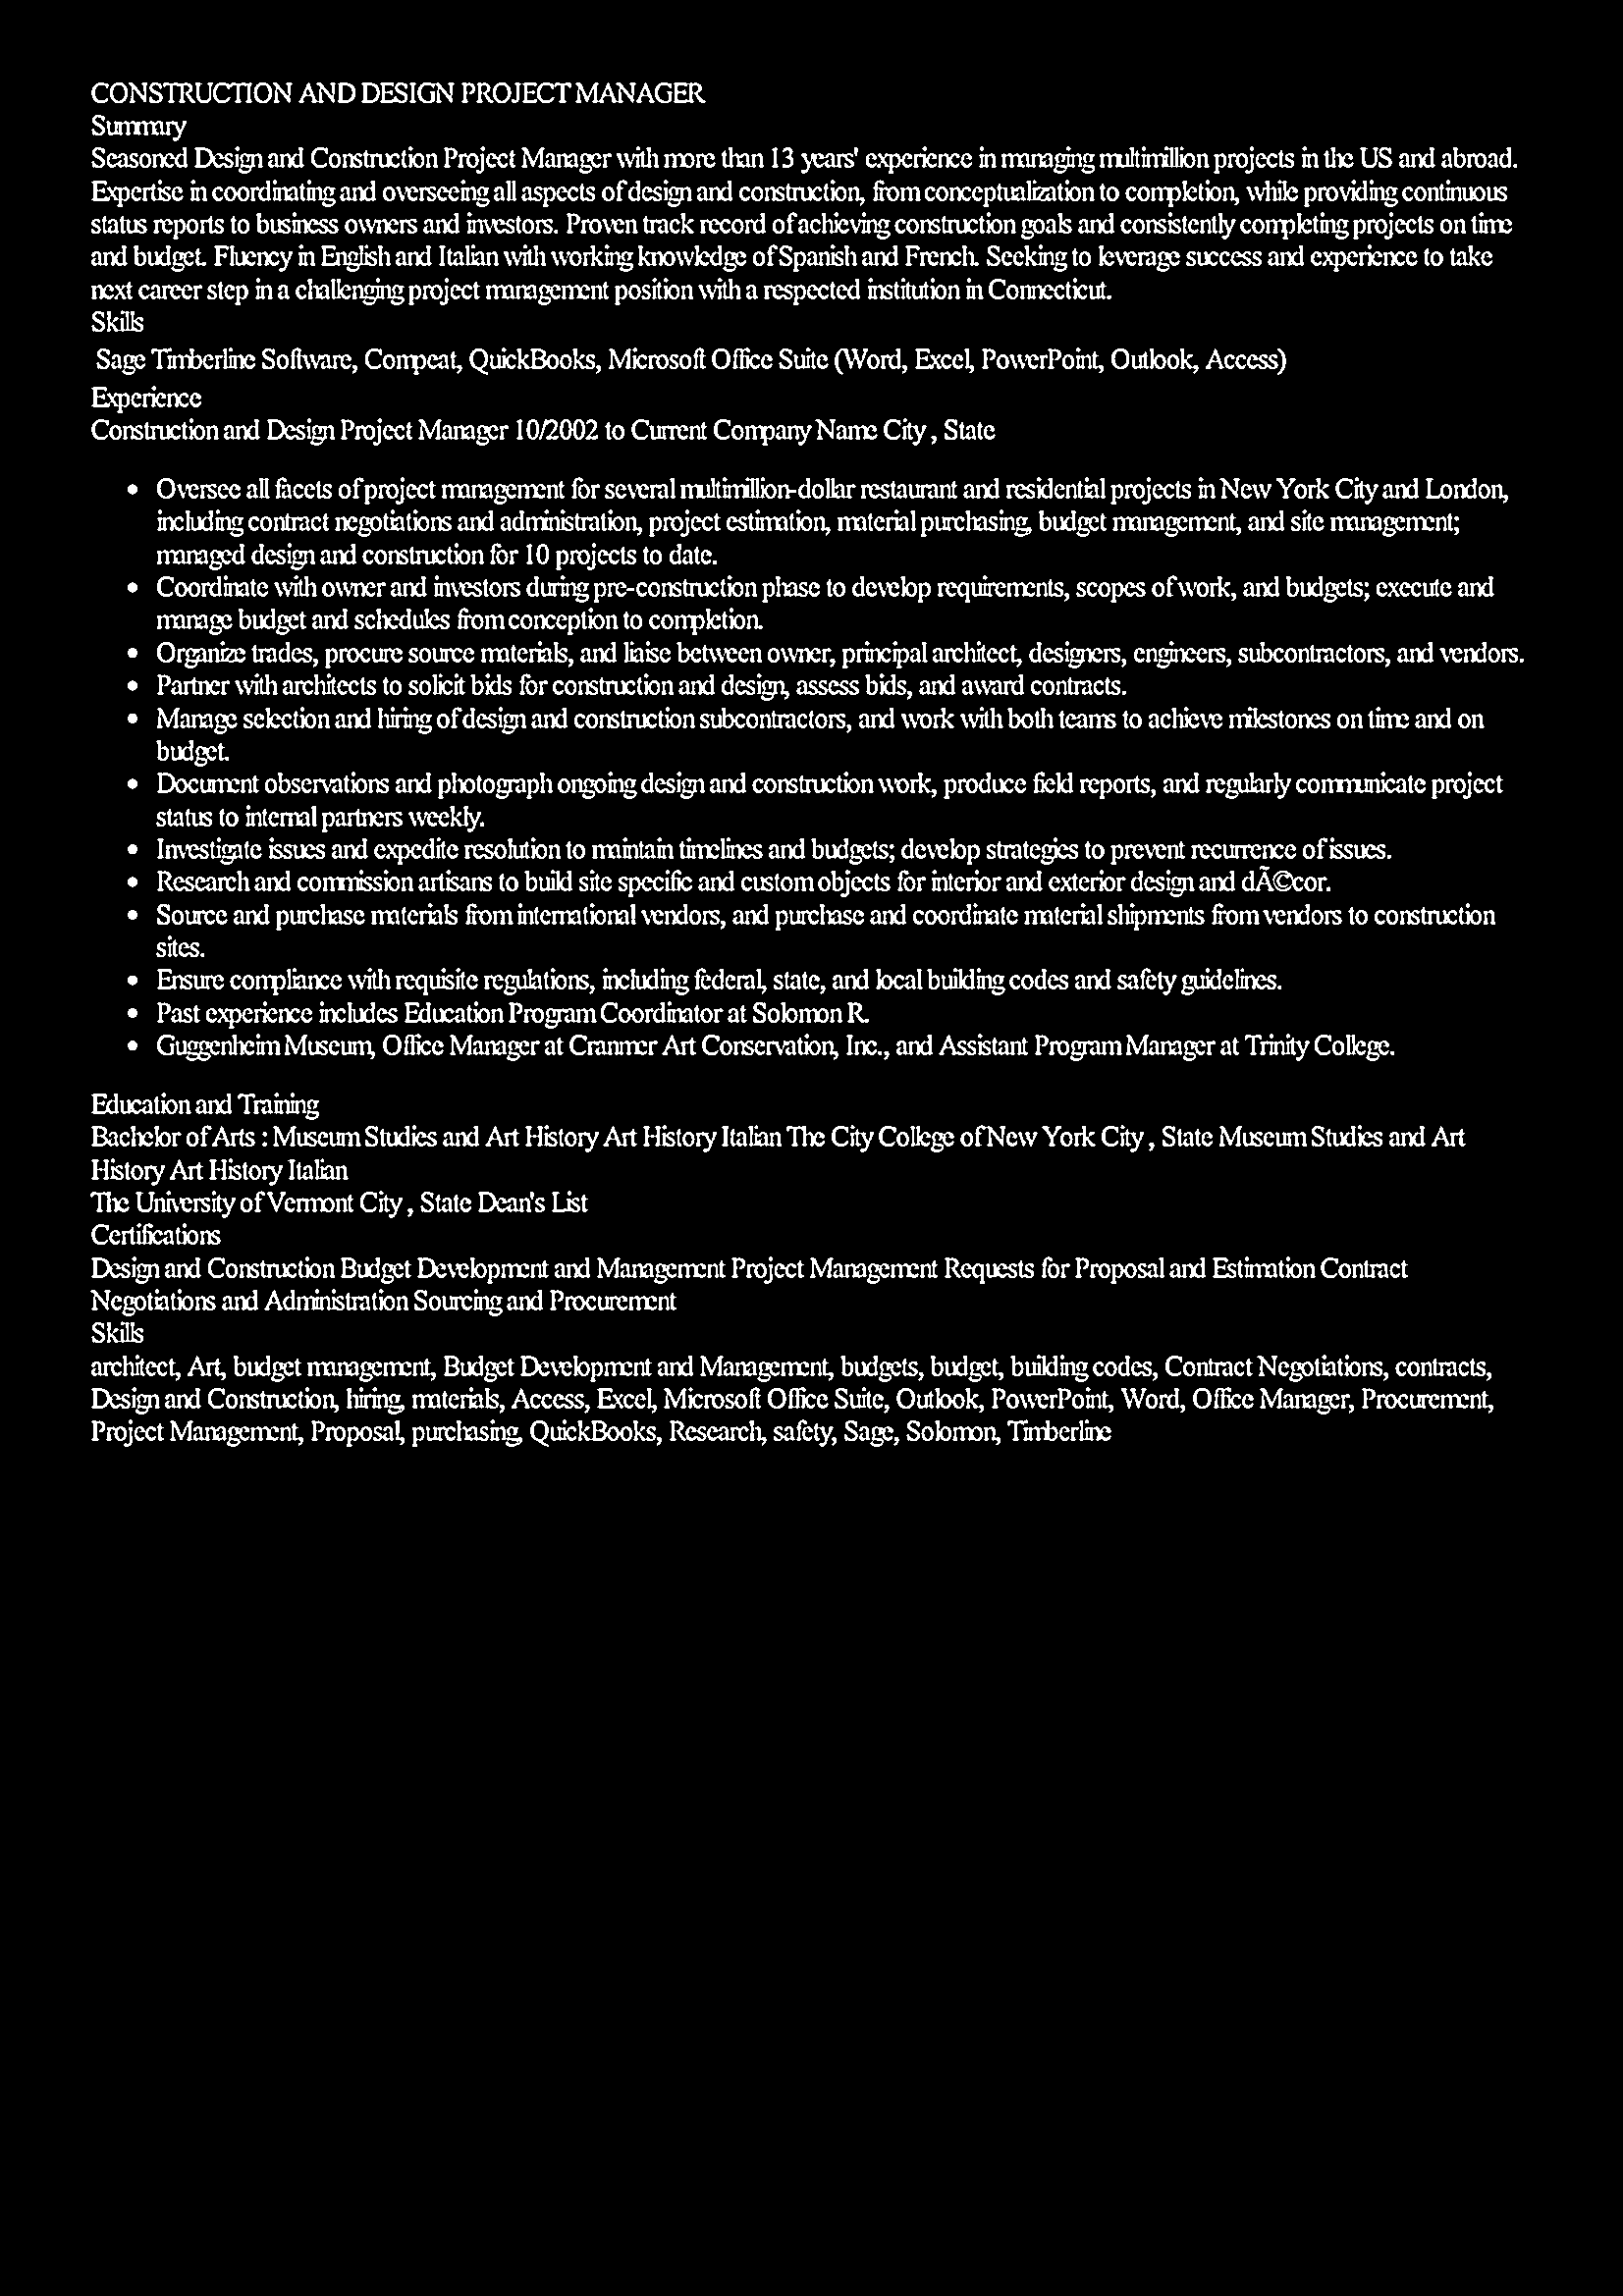 CONSTRUCTION AND DESIGN PROJECT MANAGER
Summary
Seasoned Design and Construction Project Manager with more than 13 years' experience in managing multimillion projects in the US and abroad.
Expertise in coordinating and overseeing all aspects of design and construction, from conceptualization to completion, while providing continuous
status reports to business owners and investors. Proven track record of achieving construction goals and consistently completing projects on time
and budget. Fluency in English and Italian with working knowledge of Spanish and French. Seeking to leverage success and experience to take
next career step in a challenging project management position with a respected institution in Connecticut.
Skills
Sage Timberline Software, Compeat, QuickBooks, Microsoft Office Suite (Word, Excel, PowerPoint, Outlook, Access)
Experience
Construction and Design Project Manager 10/2002 to Current Company Name City , State
• Oversee all facets of project management for several multimillion-dollar restaurant and residential projects in New York City and London,
including contract negotiations and administration, project estimation, material purchasing, budget management, and site management;
managed design and construction for 10 projects to date.
• Coordinate with owner and investors during pre-construction phase to develop requirements, scopes of work, and budgets; execute and
manage budget and schedules from conception to completion.
• Organize trades, procure source materials, and liaise between owner, principal architect, designers, engineers, subcontractors, and vendors.
• Partner with architects to solicit bids for construction and design, assess bids, and award contracts.
• Manage selection and hiring of design and construction subcontractors, and work with both teams to achieve milestones on time and on
budget.
• Document observations and photograph ongoing design and construction work, produce field reports, and regularly communicate project
status to internal partners weekly.
• Investigate issues and expedite resolution to maintain timelines and budgets; develop strategies to prevent recurrence of issues.
• Research and commission artisans to build site specific and custom objects for interior and exterior design and dÃ©cor.
• Source and purchase materials from international vendors, and purchase and coordinate material shipments from vendors to construction
sites.
• Ensure compliance with requisite regulations, including federal, state, and local building codes and safety guidelines.
• Past experience includes Education Program Coordinator at Solomon R.
• Guggenheim Museum, Office Manager at Cranmer Art Conservation, Inc., and Assistant Program Manager at Trinity College.
Education and Training
Bachelor of Arts : Museum Studies and Art History Art History Italian The City College of New York City , State Museum Studies and Art
History Art History Italian
The University of Vermont City , State Dean's List
Certifications
Design and Construction Budget Development and Management Project Management Requests for Proposal and Estimation Contract
Negotiations and Administration Sourcing and Procurement
Skills
architect, Art, budget management, Budget Development and Management, budgets, budget, building codes, Contract Negotiations, contracts,
Design and Construction, hiring, materials, Access, Excel, Microsoft Office Suite, Outlook, PowerPoint, Word, Office Manager, Procurement,
Project Management, Proposal, purchasing, QuickBooks, Research, safety, Sage, Solomon, Timberline